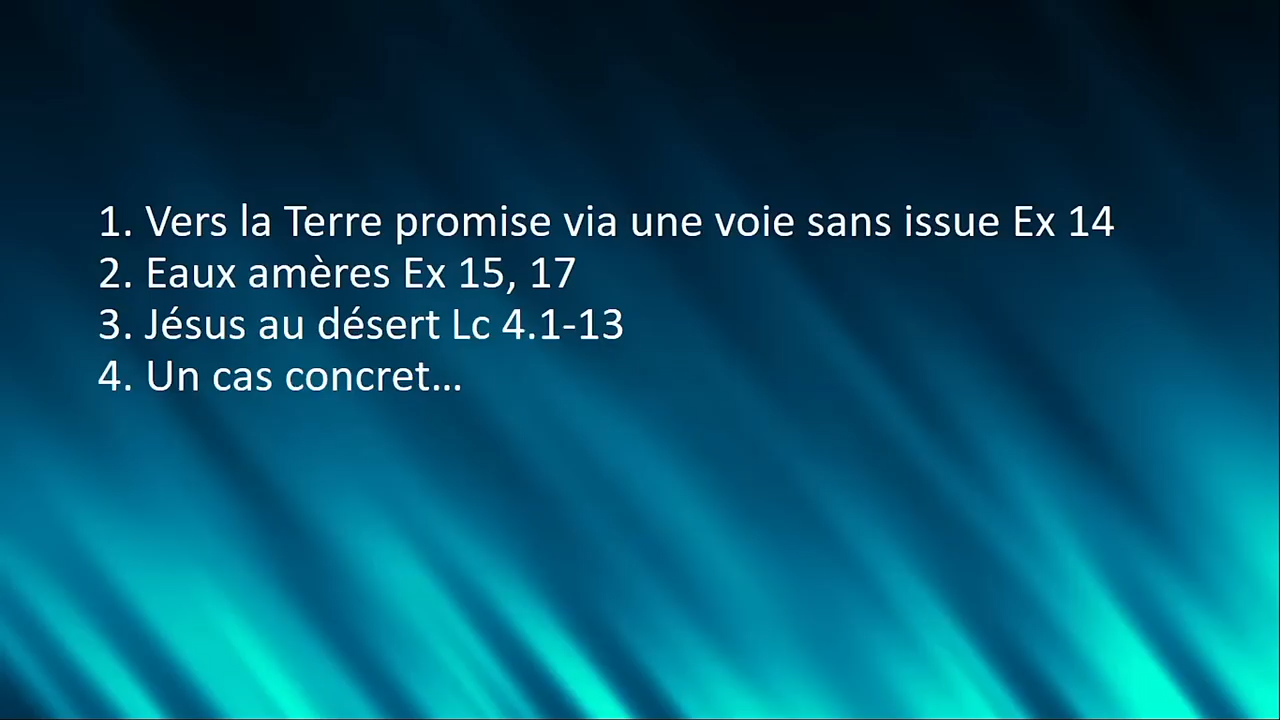 1. Vers la Terre promise via une voie sans issue Ex 14
2. Eaux amères Ex 15, 17
3. Jésus au désert Lc 4.1-13
4. Un cas concret…